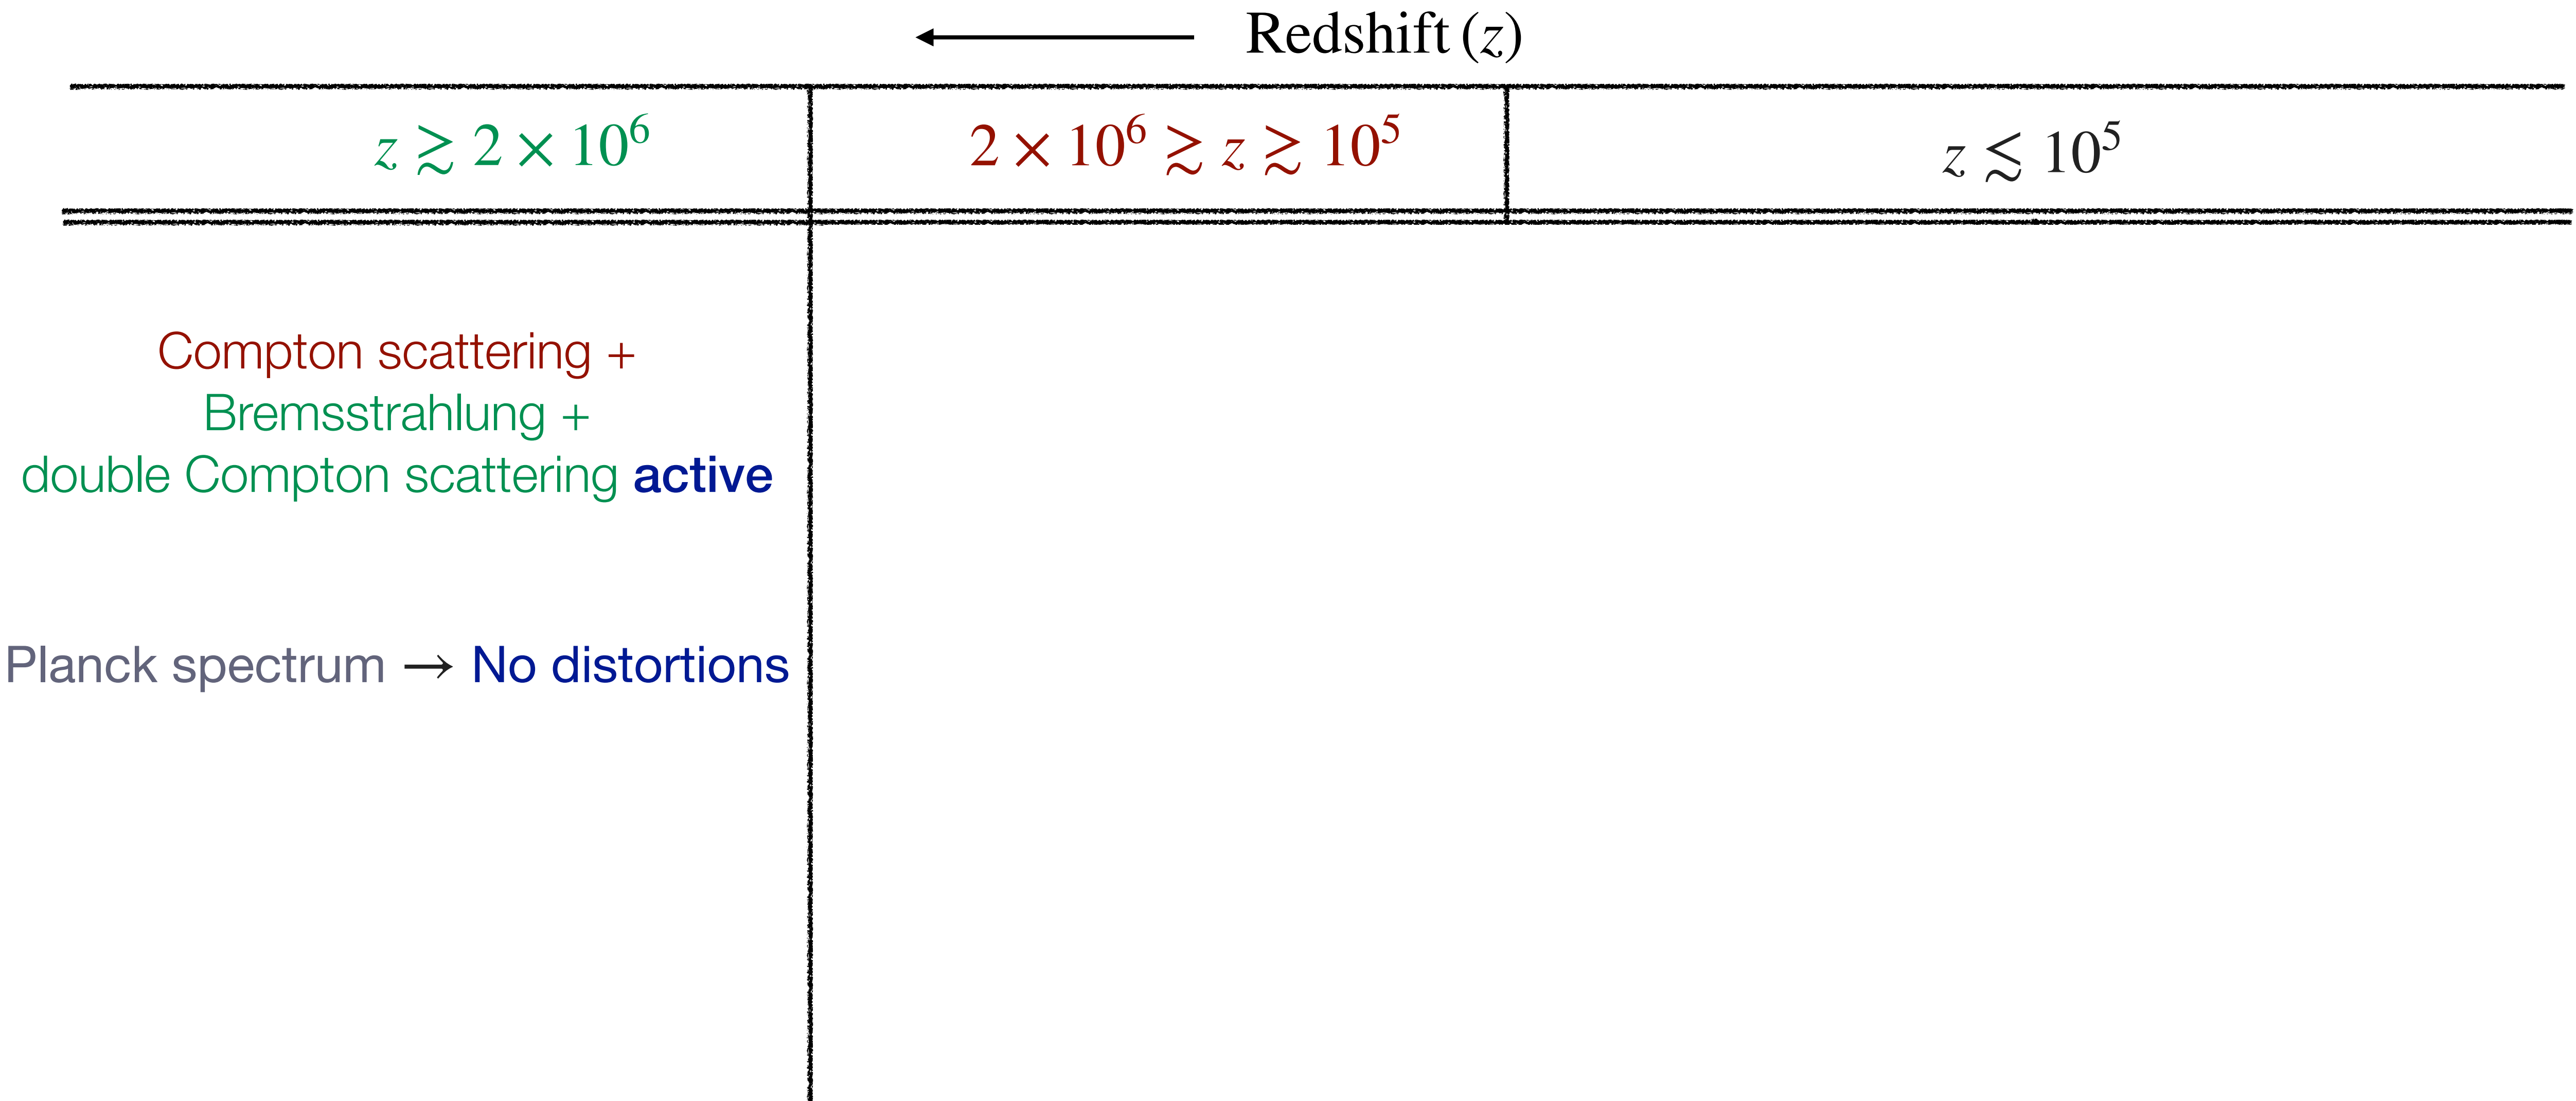 Redshift (z)
z ≳ 2 × 10⁶
2 × 10⁶ ≳ z ≳ 10⁵
z ≲ 10⁵
Compton scattering +
Bremsstrahlung +
double Compton scattering active
Planck spectrum → No distortions